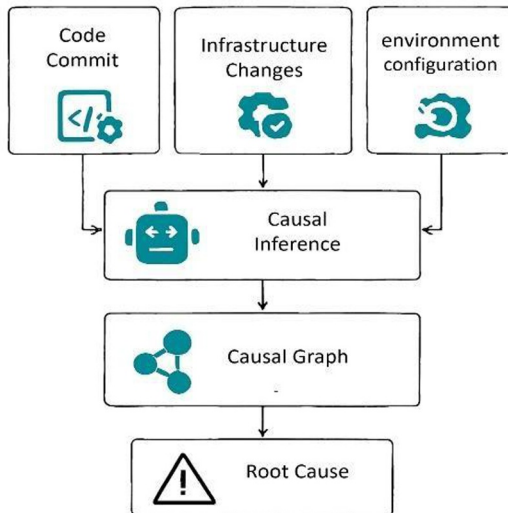 Code
Commit
Infrastructure
Changes
environment
configuration
</>
Causal
Inference
Causal Graph
Root Cause